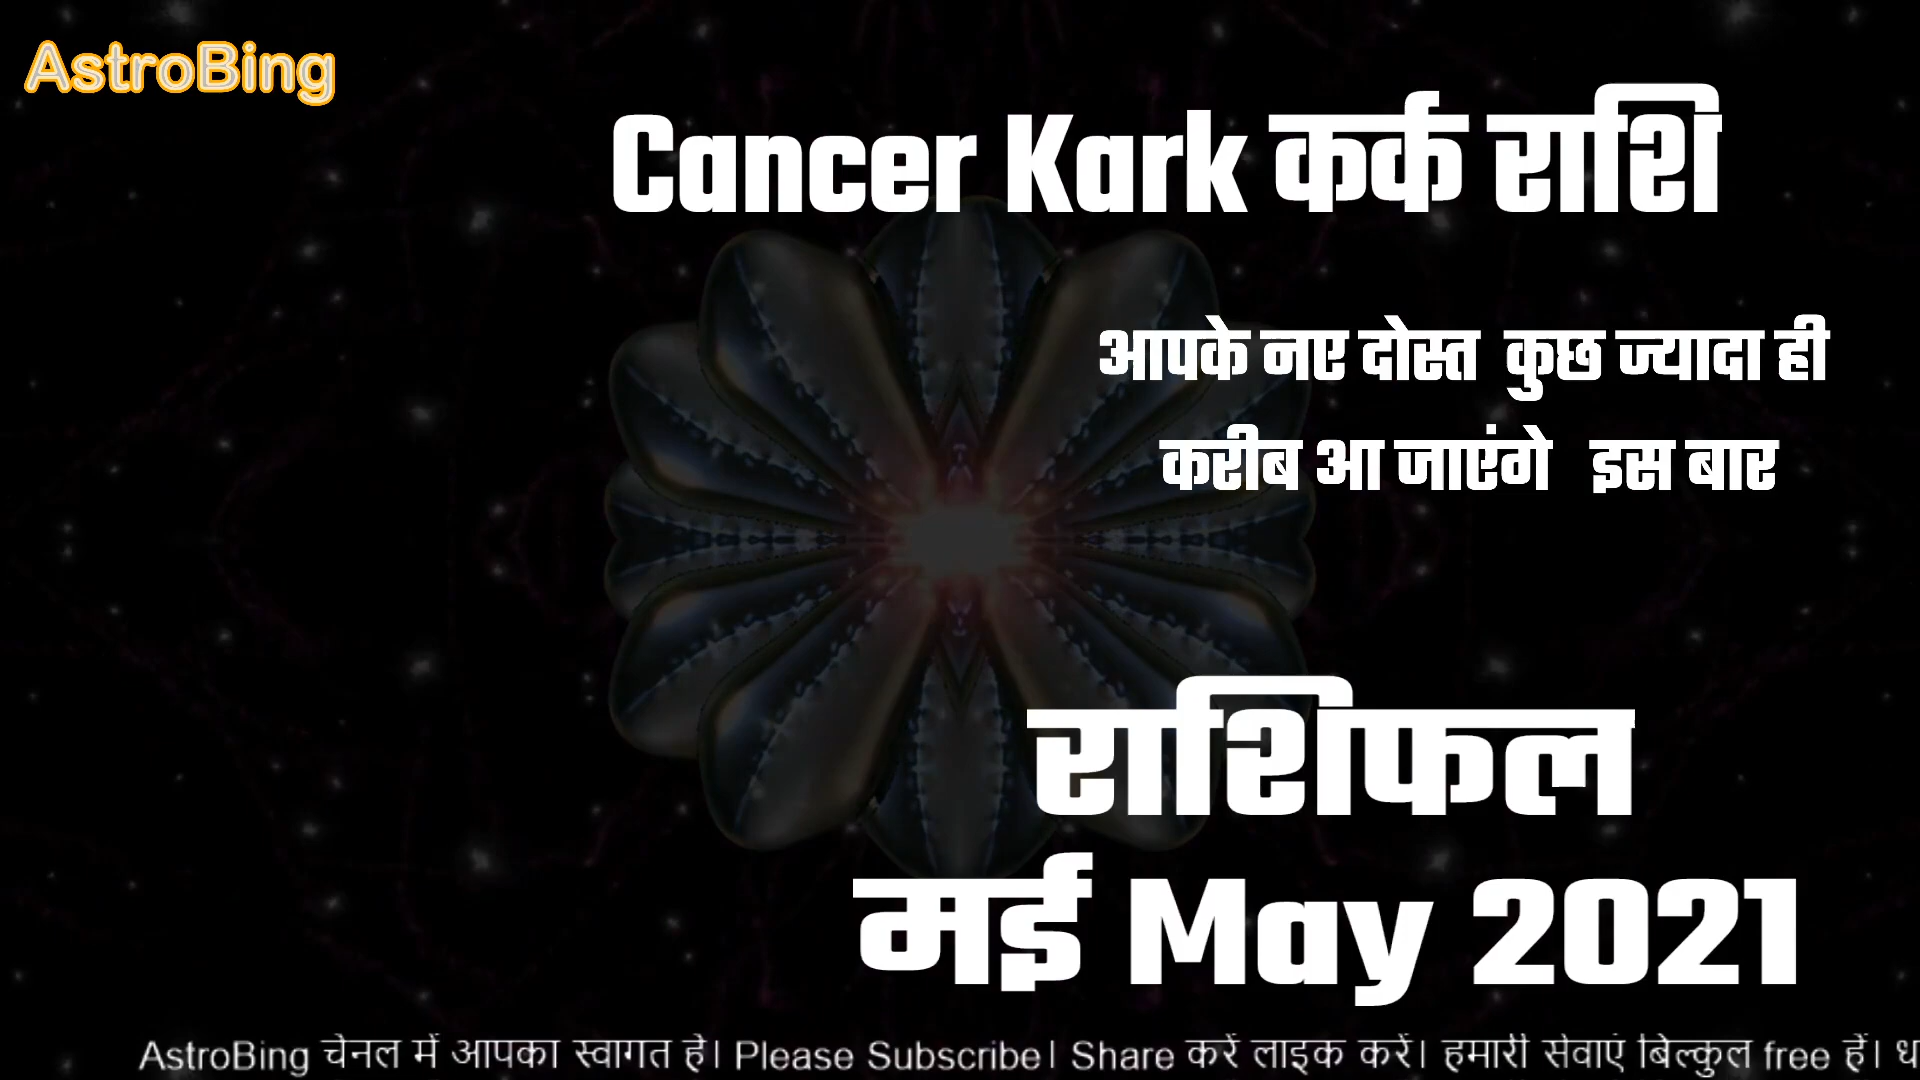 AstroBing
Cancer Kark कर्क राशि
आपके नए दोस्त कुछ ज्यादा ही
करीब आ जाएंगे इस बार
राशिफल
मई May 2021
AstroBing चेनल में आपका स्वागत हे। Please Subscribe। Share करें लाइक करें। हमारी सेवाएं बिल्कुल free हें।